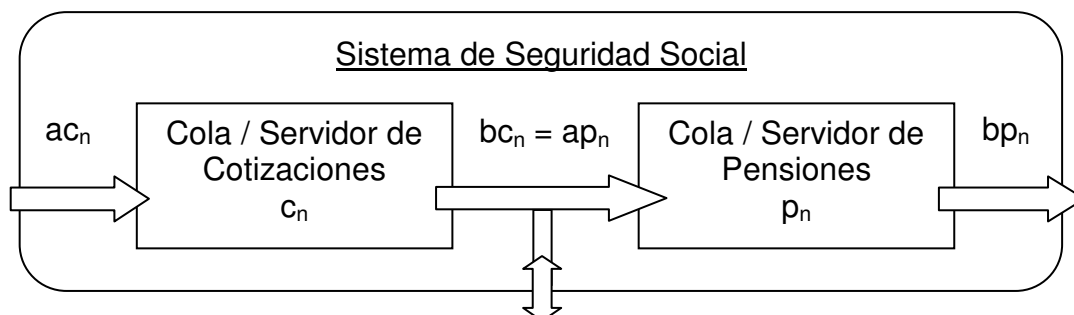 Sistema de Seguridad Social
acₙ
Cola / Servidor de
Cotizaciones
cₙ
bcₙ = apₙ
Cola / Servidor de
Pensiones
pₙ
bpₙ